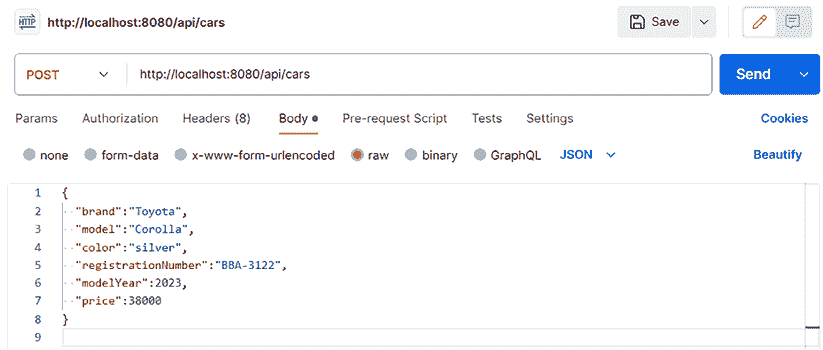 HTTP http://localhost:8080/api/cars Save
POST http://localhost:8080/api/cars Send
Params Authorization Headers (8) Body Pre-request Script Tests Settings Cookies
none form-data x-www-form-urlencoded raw binary GraphQL JSON Beautify
1 {
2 "brand":"Toyota",
3 "model":"Corolla",
4 "color":"silver",
5 "registrationNumber":"BBA-3122",
6 "modelYear":2023,
7 "price":38000
8 }
9